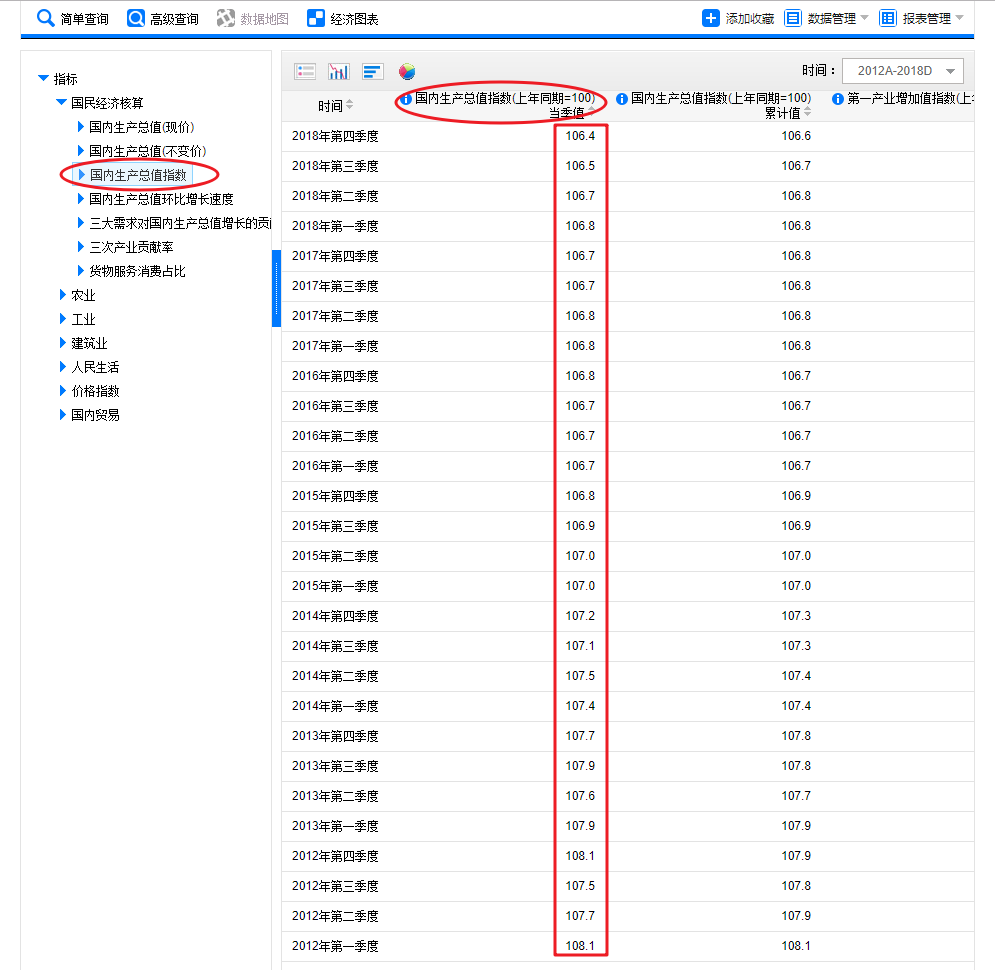 简单查询 高级查询 数据地图 经济图表 添加收藏 数据管理 报表管理
指标
国民经济核算
国内生产总值(现价)
国内生产总值(不变价)
国内生产总值指数
国内生产总值环比增长速度
三大需求对国内生产总值增长的贡
三次产业贡献率
货物服务消费占比
农业
工业
建筑业
人民生活
价格指数
国内贸易
时间： 2012A-2018D
时间 国内生产总值指数(上年同期=100)当季值 国内生产总值指数(上年同期=100)累计值 第一产业增加值指数(上
2018年第四季度 106.4 106.6
2018年第三季度 106.5 106.7
2018年第二季度 106.7 106.8
2018年第一季度 106.8 106.8
2017年第四季度 106.7 106.8
2017年第三季度 106.7 106.8
2017年第二季度 106.8 106.8
2017年第一季度 106.8 106.8
2016年第四季度 106.8 106.7
2016年第三季度 106.7 106.7
2016年第二季度 106.7 106.7
2016年第一季度 106.7 106.7
2015年第四季度 106.8 106.9
2015年第三季度 106.9 106.9
2015年第二季度 107.0 107.0
2015年第一季度 107.0 107.0
2014年第四季度 107.2 107.3
2014年第三季度 107.1 107.3
2014年第二季度 107.5 107.4
2014年第一季度 107.4 107.4
2013年第四季度 107.7 107.8
2013年第三季度 107.9 107.8
2013年第二季度 107.6 107.7
2013年第一季度 107.9 107.9
2012年第四季度 108.1 107.9
2012年第三季度 107.5 107.8
2012年第二季度 107.7 107.9
2012年第一季度 108.1 108.1